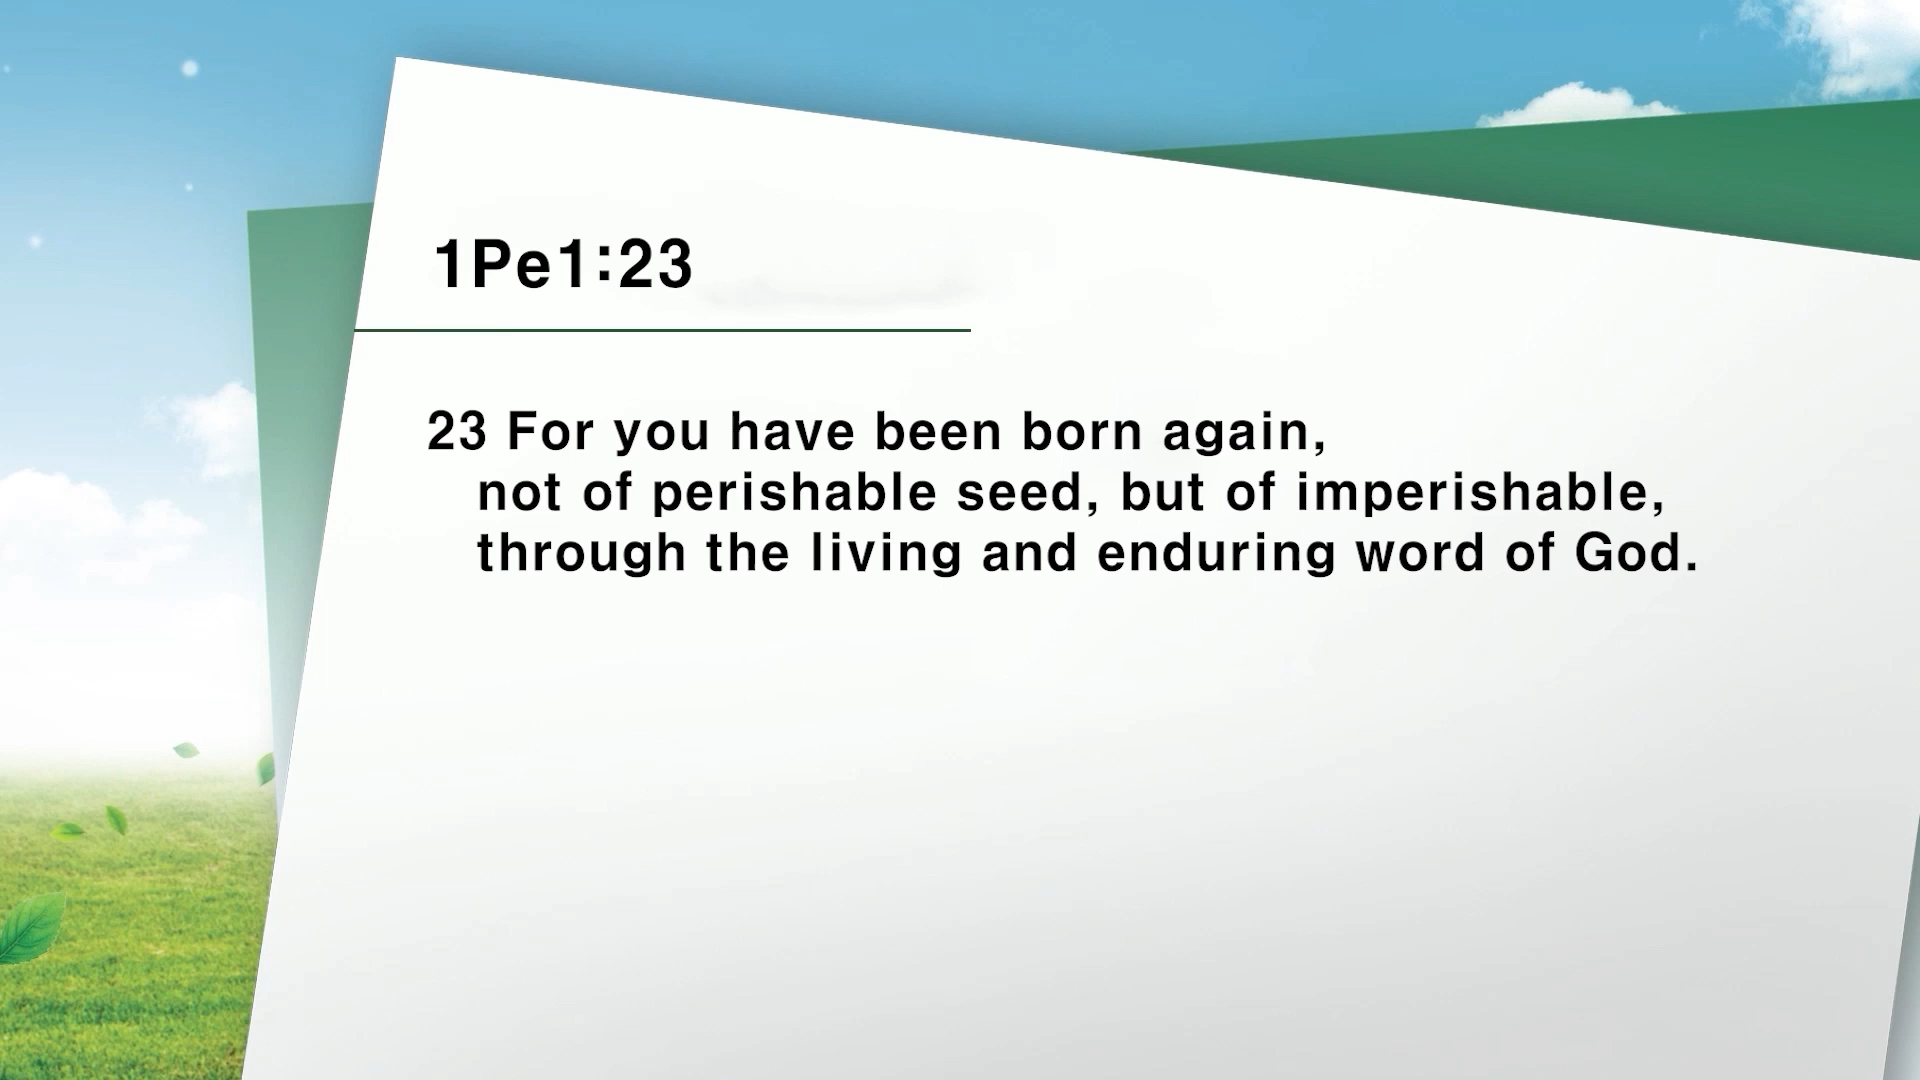 1Pe1:23
23 For you have been born again,
not of perishable seed, but of imperishable,
through the living and enduring word of God.